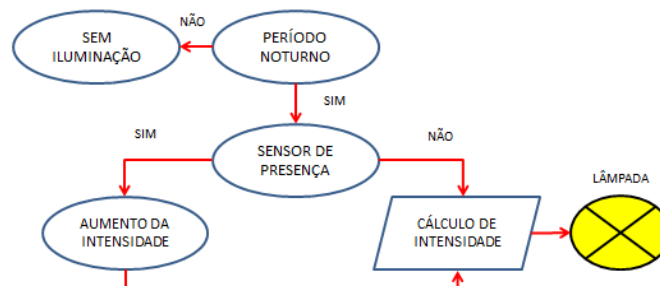 SEM
ILUMINAÇÃO
NÃO
PERÍODO
NOTURNO
SIM
SIM
SENSOR DE
PRESENÇA
NÃO
LÂMPADA
AUMENTO DA
INTENSIDADE
CÁLCULO DE
INTENSIDADE